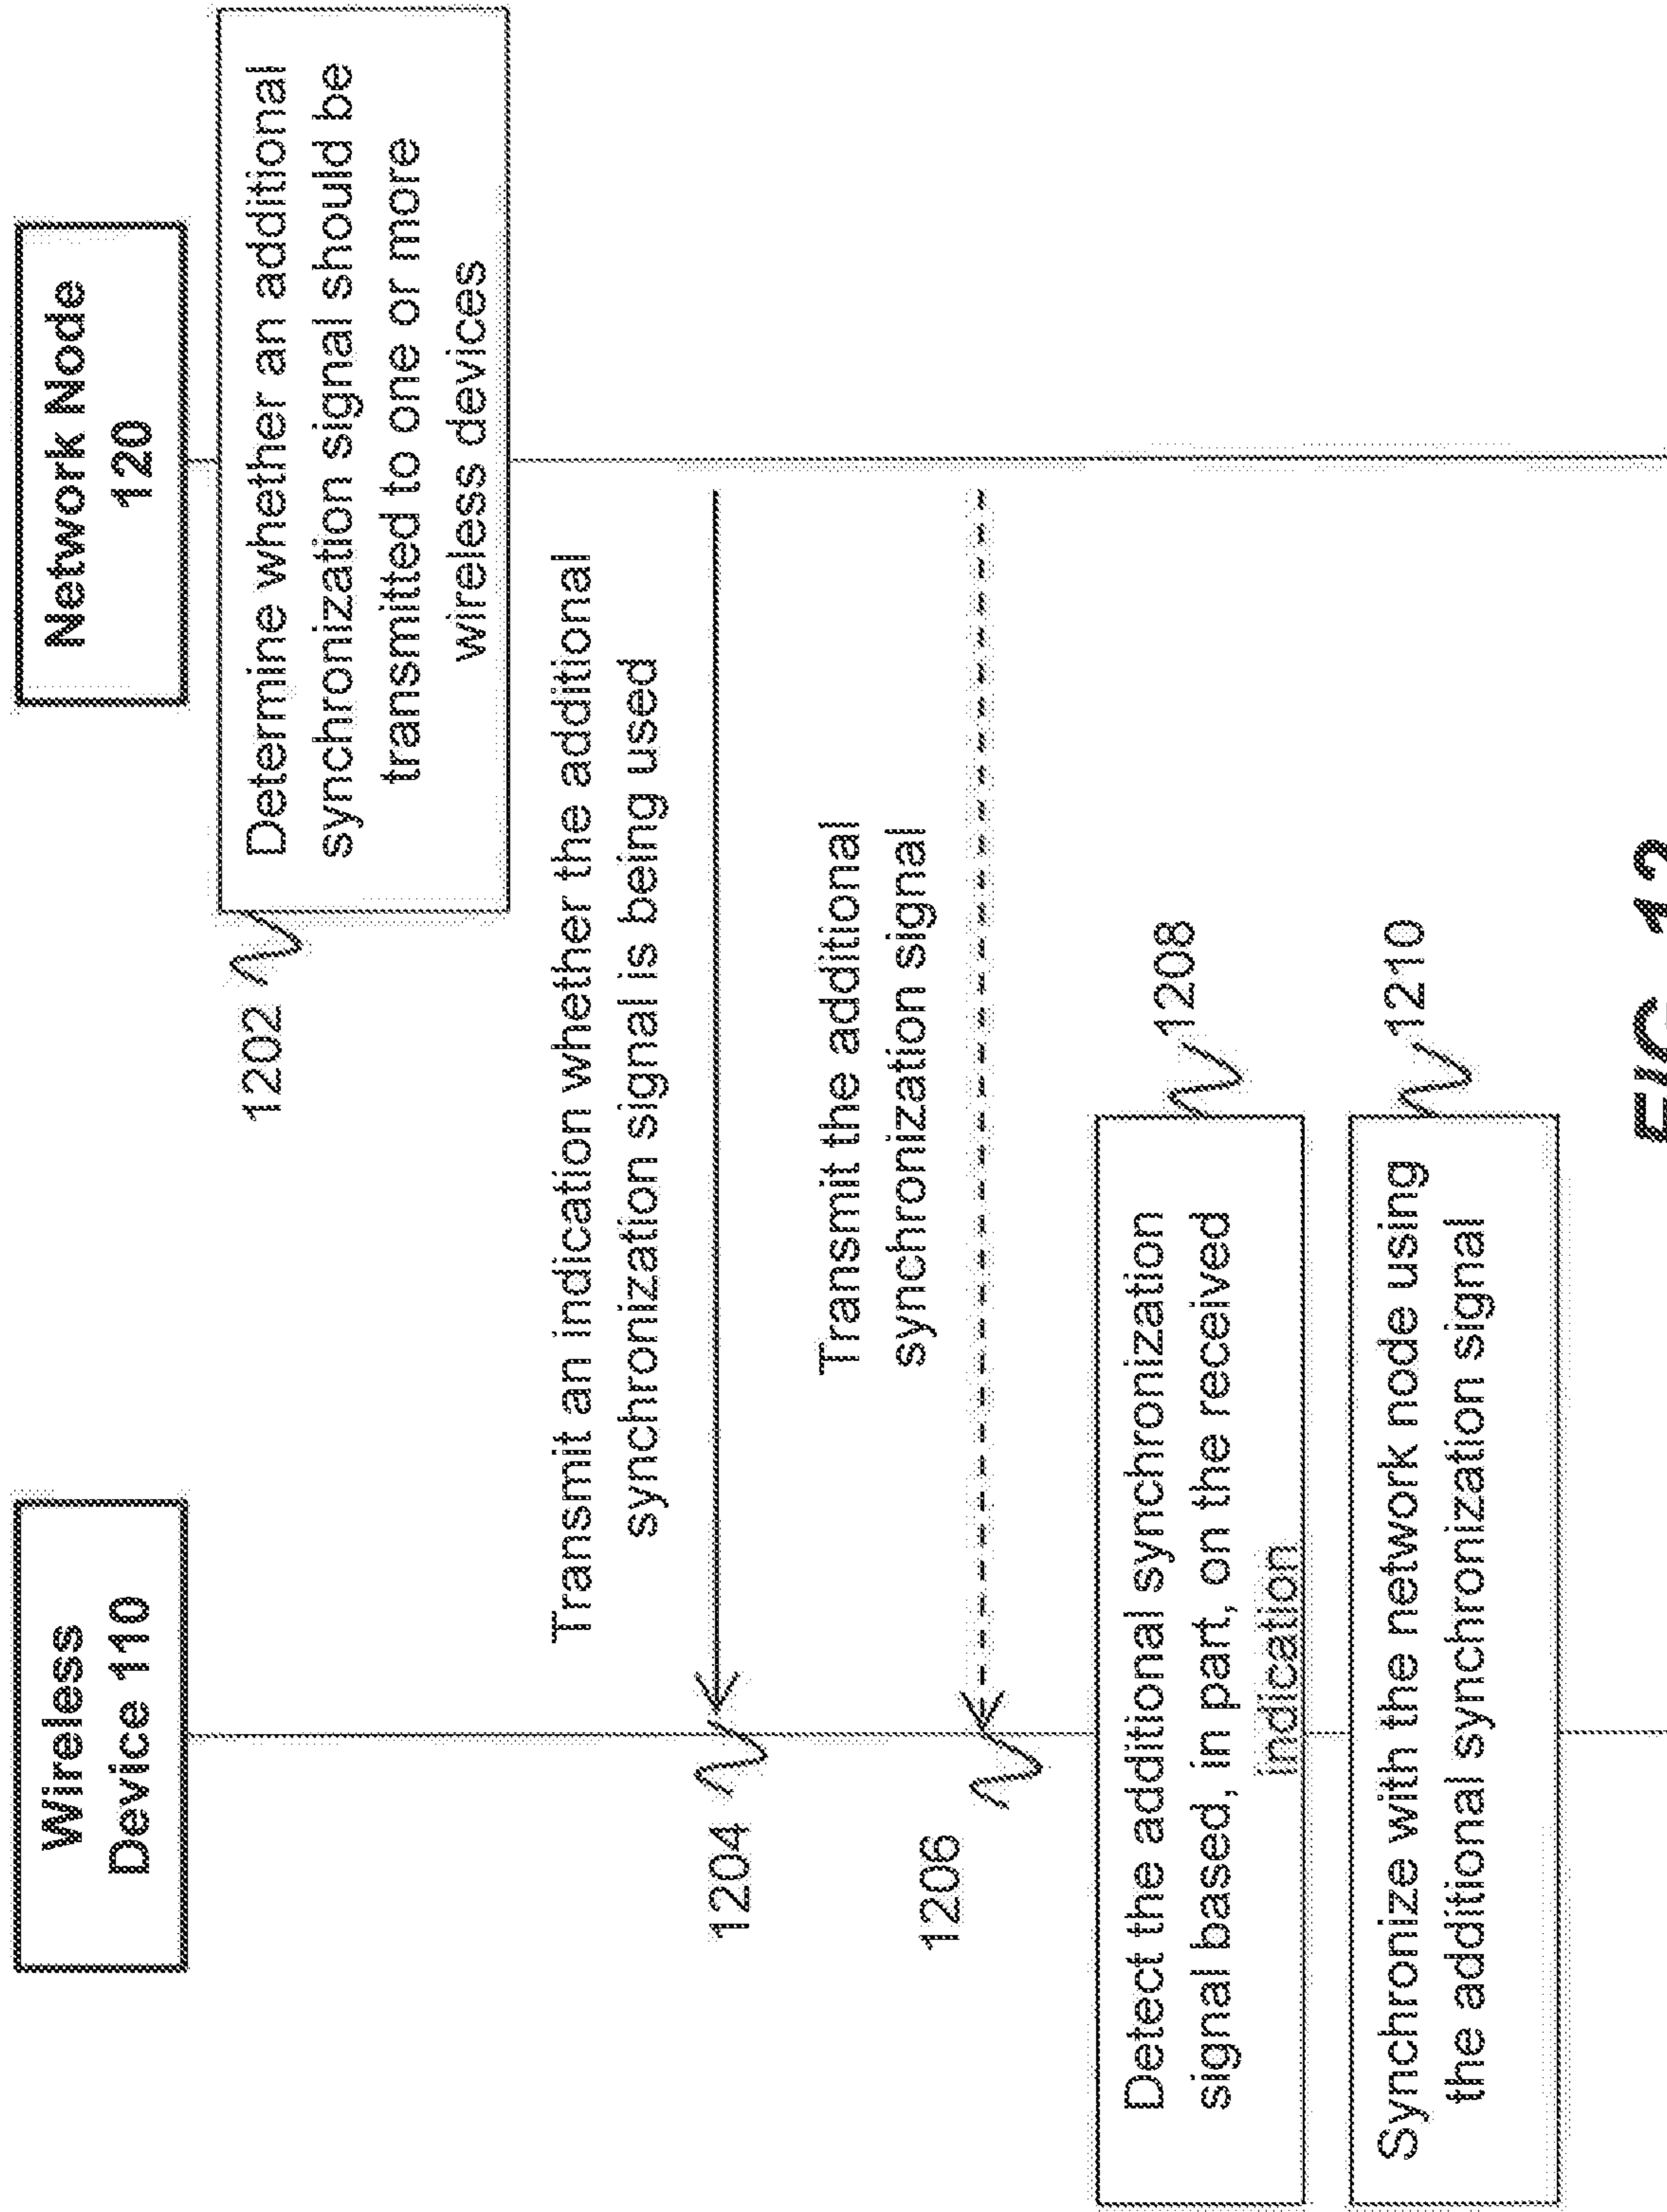 Wireless
Device 110
Network Node
120
1202
Determine whether an additional
synchronization signal should be
transmitted to one or more
wireless devices
Transmit an indication whether the additional
synchronization signal is being used
1204
Transmit the additional
synchronization signal
1206
Detect the additional synchronization
signal based, in part, on the received
indication
1208
Synchronize with the network node using
the additional synchronization signal
1210
FIG. 12